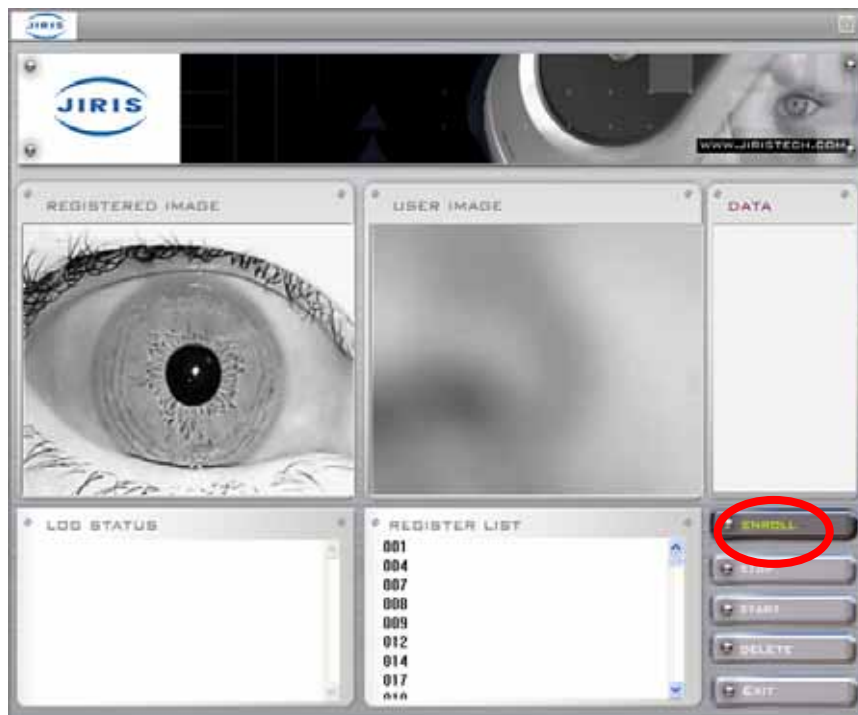 JIRIS
JIRIS
WWW.JIRISTECH.COM
REGISTERED IMAGE
USER IMAGE
DATA
LOG STATUS
REGISTER LIST
001
004
007
008
009
012
014
017
ENROLL
STOP
START
DELETE
EXIT